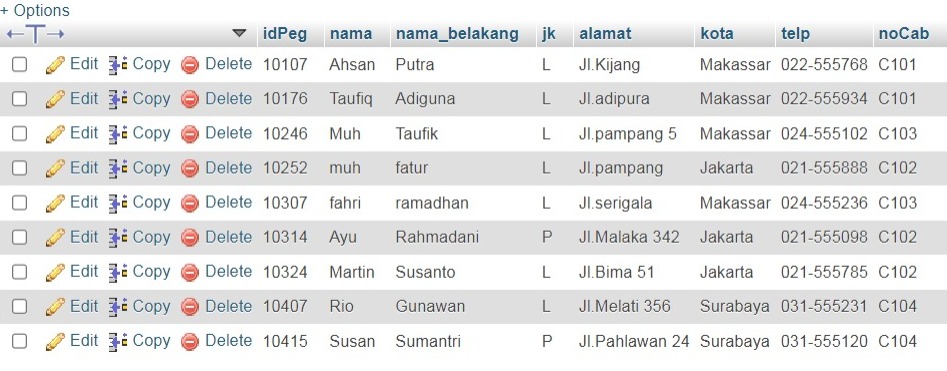 + Options
←T→ idPeg nama nama_belakang jk alamat kota telp noCab
Edit Copy Delete 10107 Ahsan Putra L Jl.Kijang Makassar 022-555768 C101
Edit Copy Delete 10176 Taufiq Adiguna L Jl.adipura Makassar 022-555934 C101
Edit Copy Delete 10246 Muh Taufik L Jl.pampang 5 Makassar 024-555102 C103
Edit Copy Delete 10252 muh fatur L Jl.pampang Jakarta 021-555888 C102
Edit Copy Delete 10307 fahri ramadhan L Jl.serigala Makassar 024-555236 C103
Edit Copy Delete 10314 Ayu Rahmadani P Jl.Malaka 342 Jakarta 021-555098 C102
Edit Copy Delete 10324 Martin Susanto L Jl.Bima 51 Jakarta 021-555785 C102
Edit Copy Delete 10407 Rio Gunawan L Jl.Melati 356 Surabaya 031-555231 C104
Edit Copy Delete 10415 Susan Sumantri P Jl.Pahlawan 24 Surabaya 031-555120 C104